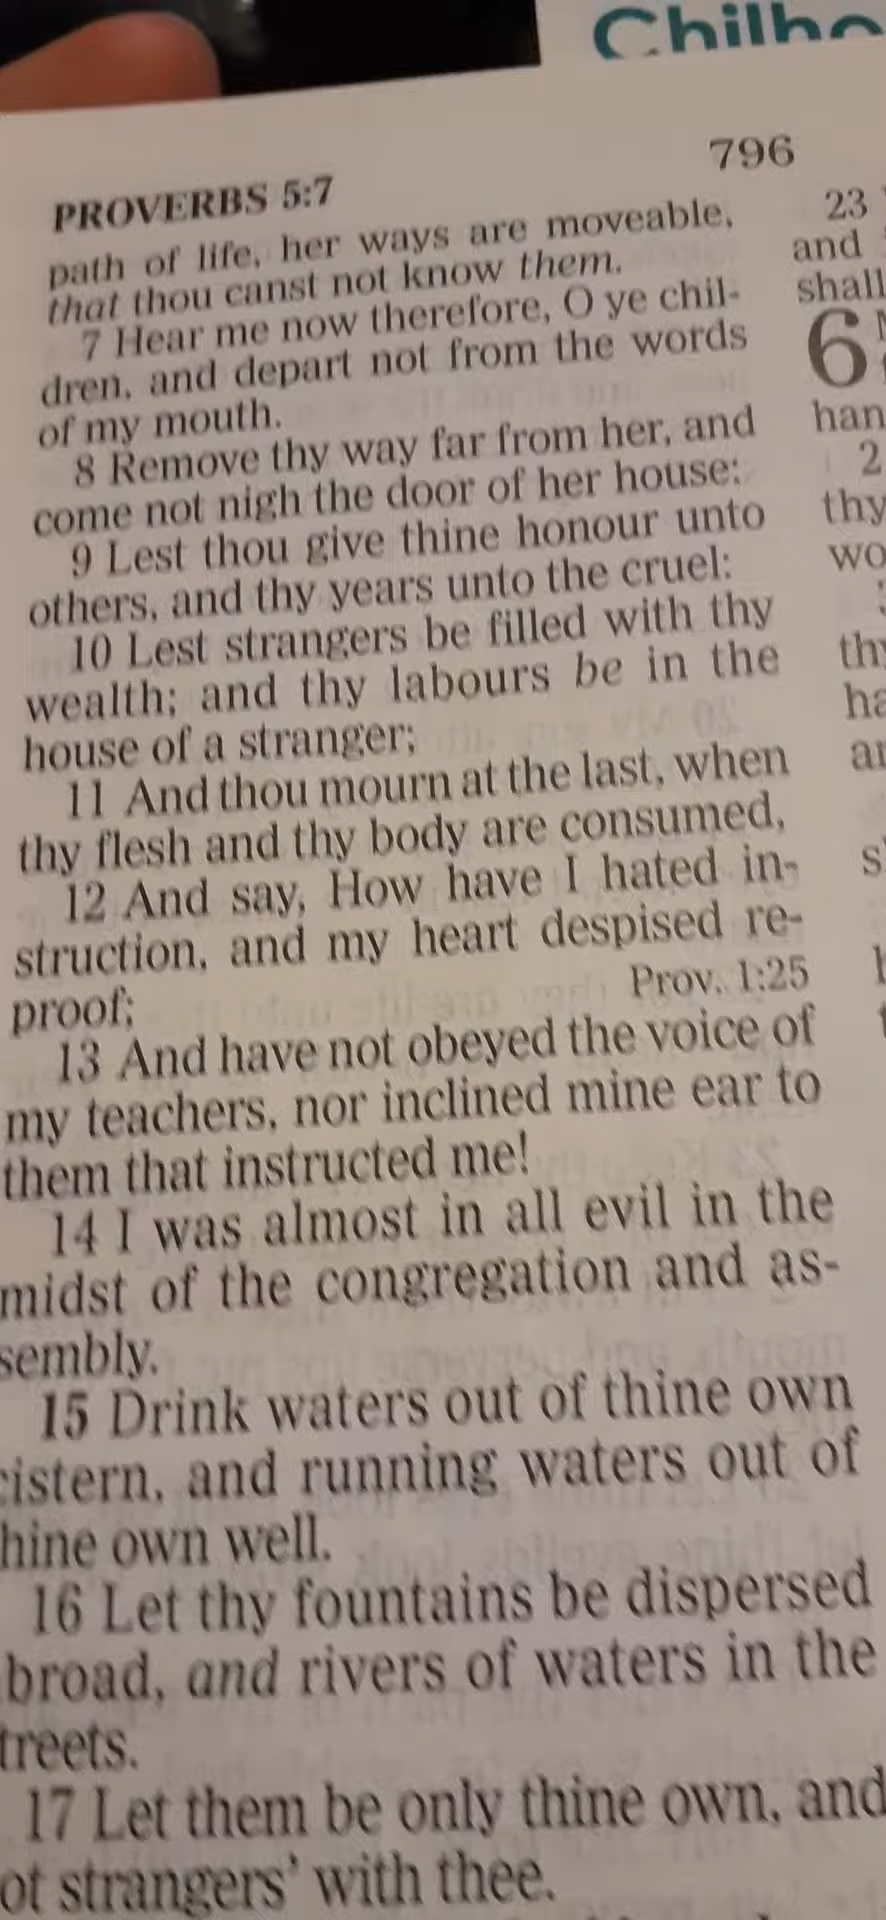 Chilho
796
PROVERBS 5:7
path of life, her ways are moveable,
that thou canst not know them.
7 Hear me now therefore, O ye chil-
dren, and depart not from the words
of my mouth.
8 Remove thy way far from her, and
come not nigh the door of her house:
9 Lest thou give thine honour unto
others, and thy years unto the cruel:
10 Lest strangers be filled with thy
wealth; and thy labours be in the
house of a stranger;
11 And thou mourn at the last, when
thy flesh and thy body are consumed,
12 And say, How have I hated in-
struction, and my heart despised re-
proof;
Prov. 1:25
13 And have not obeyed the voice of
my teachers, nor inclined mine ear to
them that instructed me!
14 I was almost in all evil in the
midst of the congregation and as-
sembly.
15 Drink waters out of thine own
istern, and running waters out of
hine own well.
16 Let thy fountains be dispersed
broad, and rivers of waters in the
treets.
17 Let them be only thine own, and
ot strangers' with thee.
23
and
shall
6
han
2
thy
wo